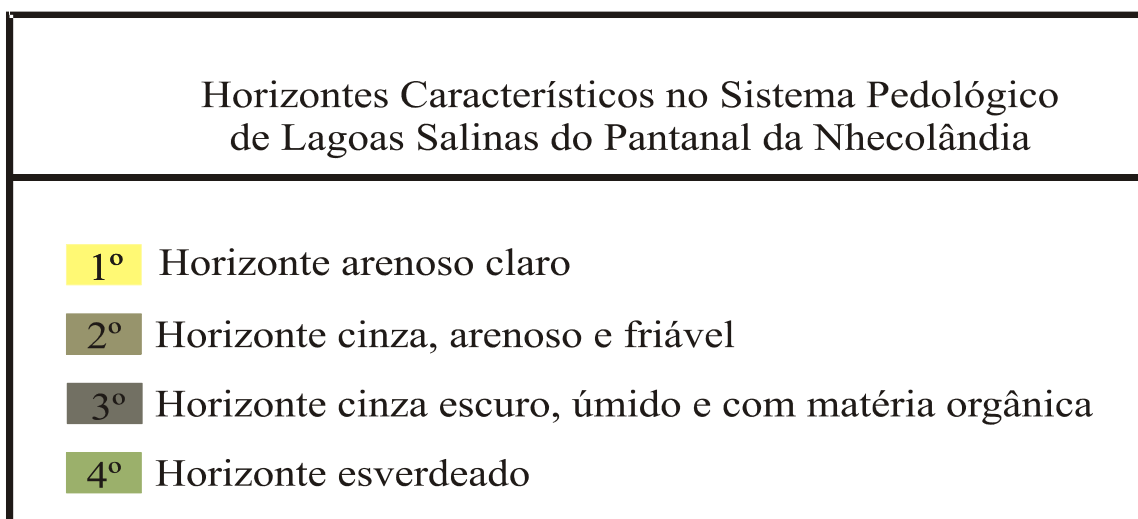 Horizontes Característicos no Sistema Pedológico
de Lagoas Salinas do Pantanal da Nhecolândia
1º Horizonte arenoso claro
2º Horizonte cinza, arenoso e friável
3º Horizonte cinza escuro, úmido e com matéria orgânica
4º Horizonte esverdeado